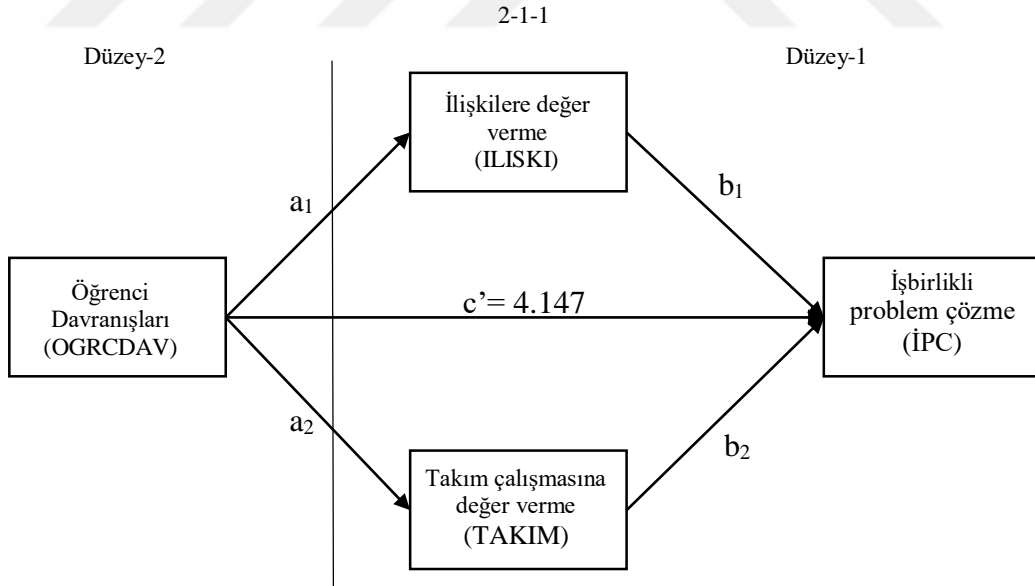 2-1-1
Düzey-2
Düzey-1
İlişkilere değer
verme
(ILISKI)
a₁
b₁
Öğrenci
Davranışları
(OGRCDAV)
c’= 4.147
İşbirlikli
problem çözme
(İPC)
a₂
b₂
Takım çalışmasına
değer verme
(TAKIM)